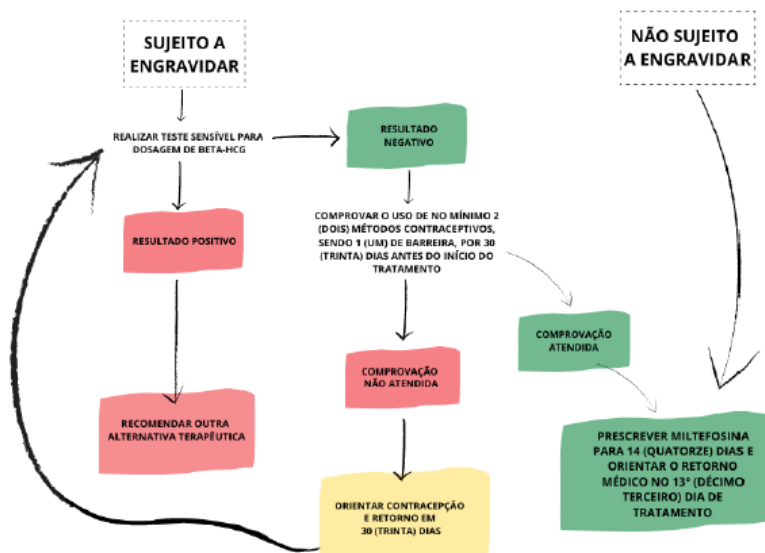 SUJEITO A
ENGRAVIDAR
NÃO SUJEITO
A ENGRAVIDAR
REALIZAR TESTE SENSÍVEL PARA
DOSAGEM DE BETA-HCG
RESULTADO
NEGATIVO
RESULTADO POSITIVO
COMPROVAR O USO DE NO MÍNIMO 2
(DOIS) MÉTODOS CONTRACEPTIVOS,
SENDO 1 (UM) DE BARREIRA, POR 30
(TRINTA) DIAS ANTES DO INÍCIO DO
TRATAMENTO
COMPROVAÇÃO
ATENDIDA
COMPROVAÇÃO
NÃO ATENDIDA
RECOMENDAR OUTRA
ALTERNATIVA TERAPÊUTICA
PRESCREVER MILTEFOSINA
PARA 14 (QUATORZE) DIAS E
ORIENTAR O RETORNO
MÉDICO NO 13º (DÉCIMO
TERCEIRO) DIA DE
TRATAMENTO
ORIENTAR CONTRACEPÇÃO
E RETORNO EM
30 (TRINTA) DIAS